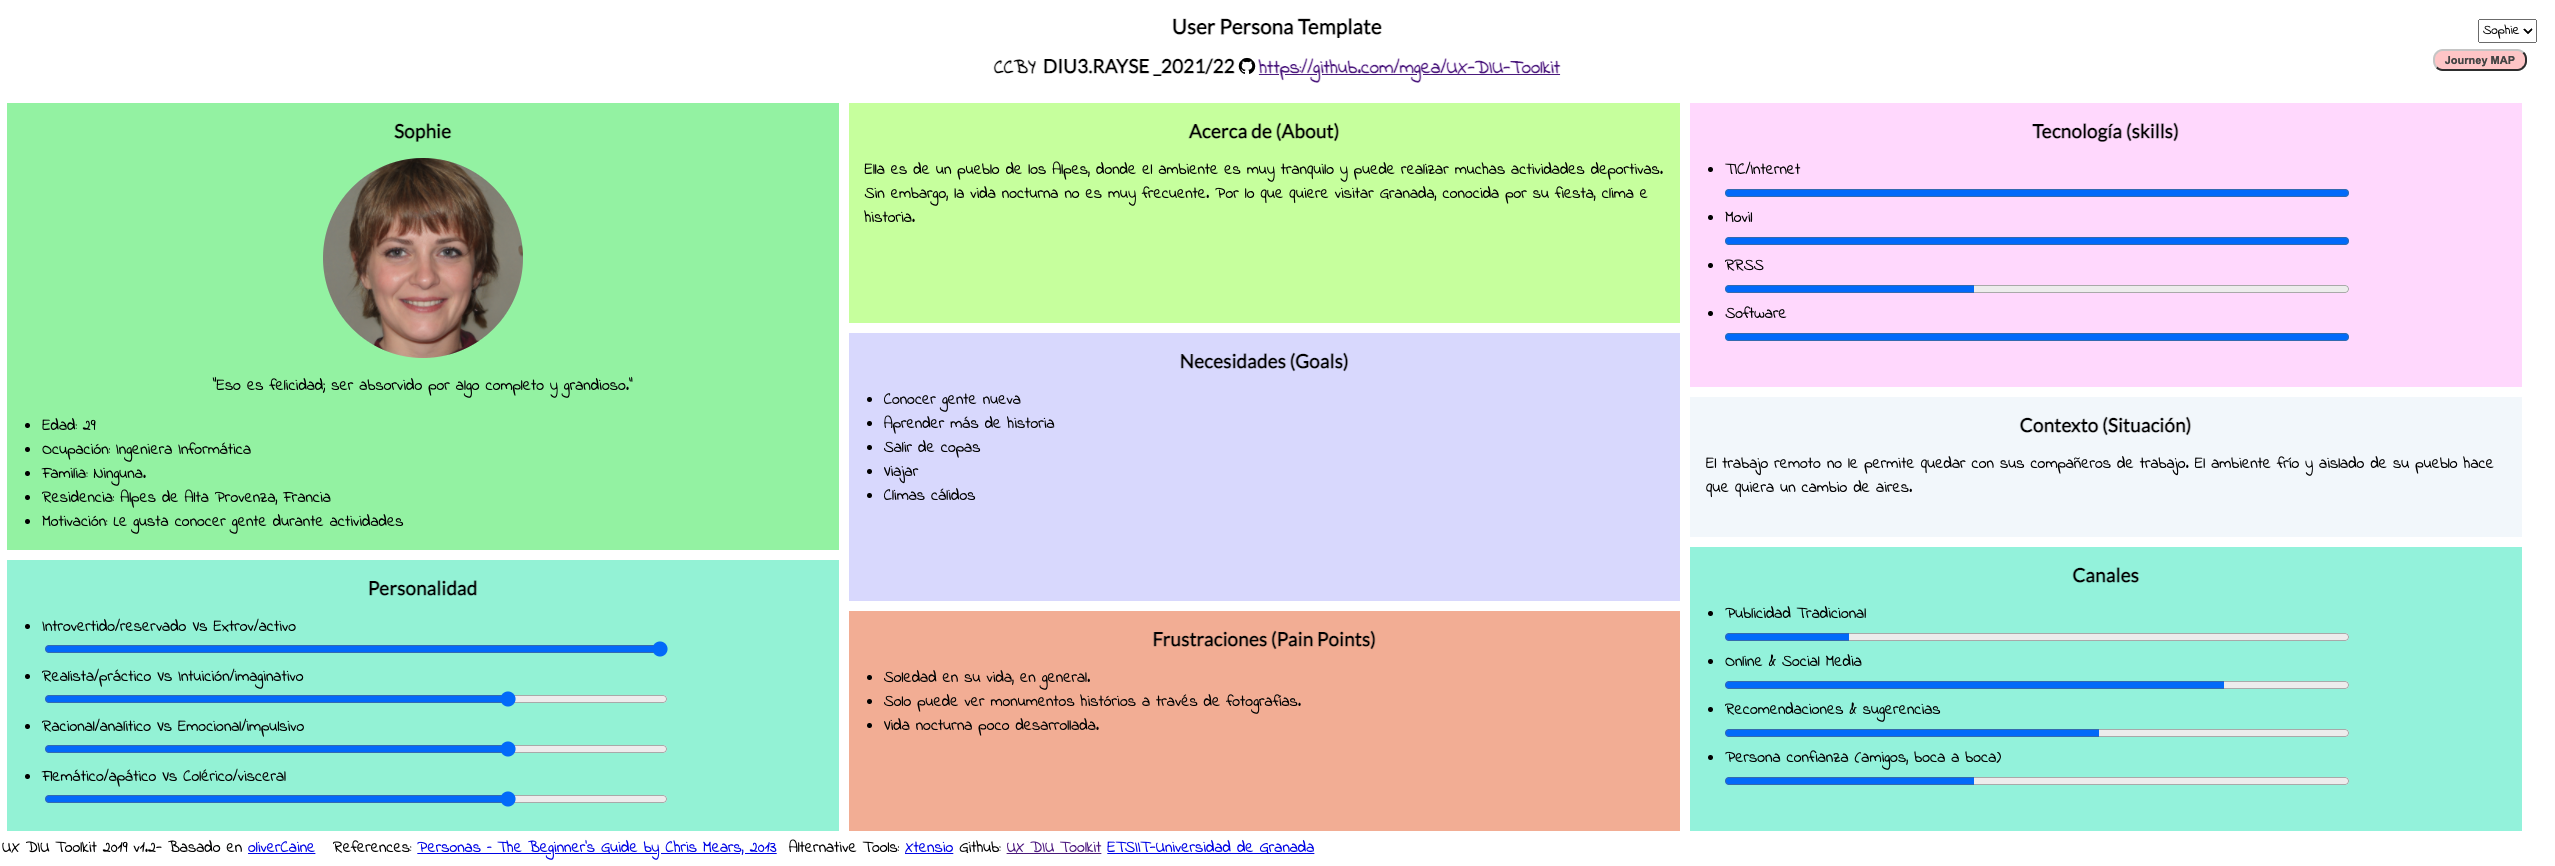 User Persona Template
Sophie
CCBY DIU3.RAYSE_2021/22 https://github.com/mgea/UX-DIU-Toolkit
Journey MAP
Sophie
"Eso es felicidad; ser absorvido por algo completo y grandioso."
Edad: 29
Ocupación: Ingeniera Informática
Familia: Ninguna.
Residencia: Alpes de Alta Provenza, Francia
Motivación: Le gusta conocer gente durante actividades
Personalidad
Introvertido/reservado Vs Extrov/activo
Realista/práctico Vs Intuición/imaginativo
Racional/analitico Vs Emocional/impulsivo
Flemático/apático Vs Colérico/visceral
Acerca de (About)
Ella es de un pueblo de los Alpes, donde el ambiente es muy tranquilo y puede realizar muchas actividades deportivas.
Sin embargo, la vida nocturna no es muy frecuente. Por lo que quiere visitar Granada, conocida por su fiesta, clima e
historia.
Necesidades (Goals)
Conocer gente nueva
Aprender más de historia
Salir de copas
Viajar
Climas cálidos
Frustraciones (Pain Points)
Soledad en su vida, en general.
Solo puede ver monumentos histórios a través de fotografías.
Vida nocturna poco desarrollada.
Tecnología (skills)
TIC/Internet
Movil
RRSS
Software
Contexto (Situación)
El trabajo remoto no le permite quedar con sus compañeros de trabajo. El ambiente frío y aislado de su pueblo hace
que quiera un cambio de aires.
Canales
Publicidad Tradicional
Online & Social Media
Recomendaciones & sugerencias
Persona confianza (amigos, boca a boca)
UX DIU Toolkit 2019 v1.2- Basado en oliverCaine References: Personas - The Beginner's Guide by Chris Mears, 2013 Alternative Tools: Xtensio Github: UX DIU Toolkit ETSIIT-Universidad de Granada